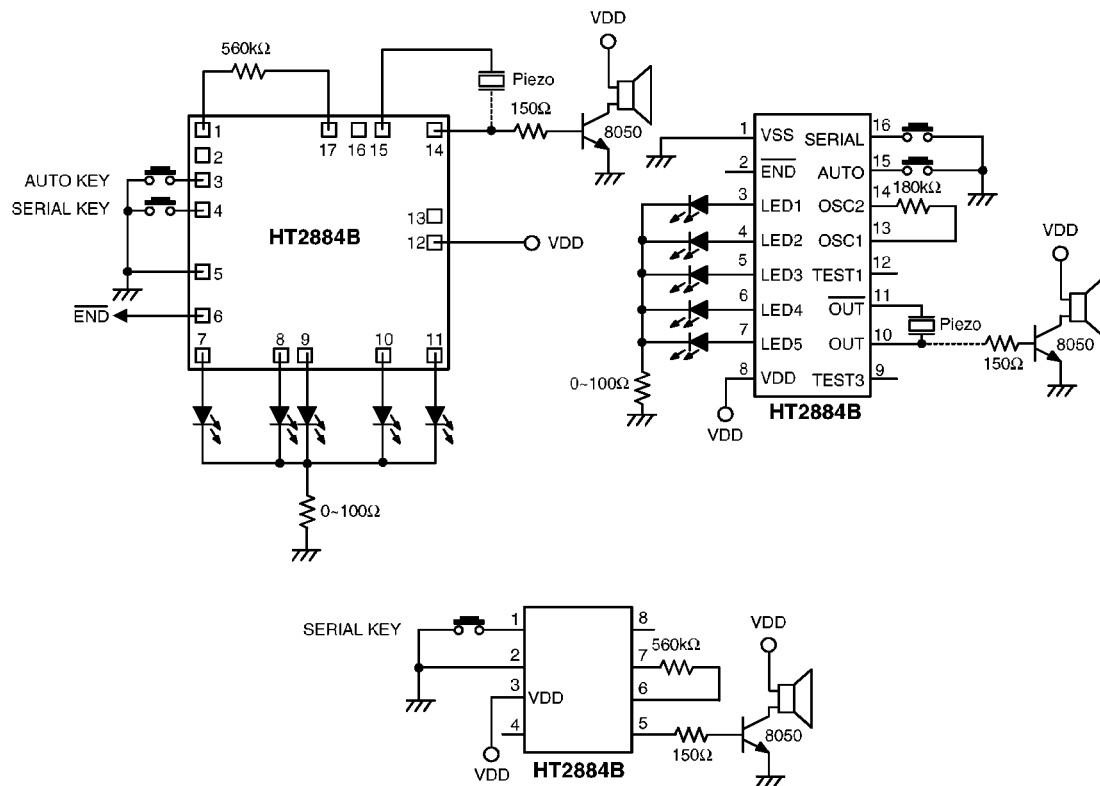 560kΩ
1
17
16
15
14
Piezo
150Ω
VDD
8050
2
AUTO KEY
3
SERIAL KEY
4
13
HT2884B
12
VDD
5
END
6
7
8
9
10
11
0~100Ω
1
VSS
SERIAL
16
2
END
AUTO
15
180kΩ
3
LED1
OSC2
14
4
LED2
OSC1
13
5
LED3
TEST1
12
6
LED4
OUT
11
Piezo
7
LED5
OUT
10
150Ω
VDD
8050
0~100Ω
8
VDD
TEST3
9
VDD
HT2884B
SERIAL KEY
1
8
2
7
560kΩ
3
VDD
6
4
5
150Ω
VDD
8050
VDD
HT2884B